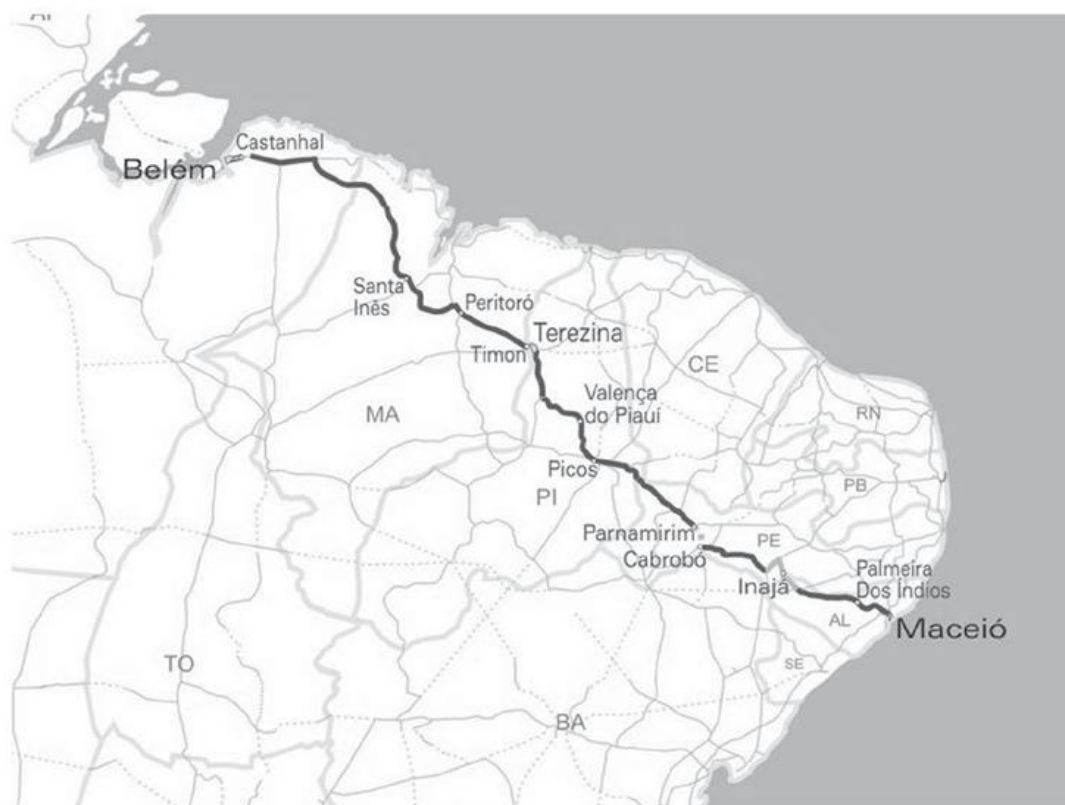 Castanhal
Belém
Santa
Inês
Peritoró
Terezina
Timon
CE
Valença
do Piauí
MA
RN
Picos
PI
PB
Parnamirim
PE
Cabrobó
Inajá
Palmeira
Dos Índios
AL
Maceió
SE
TO
BA